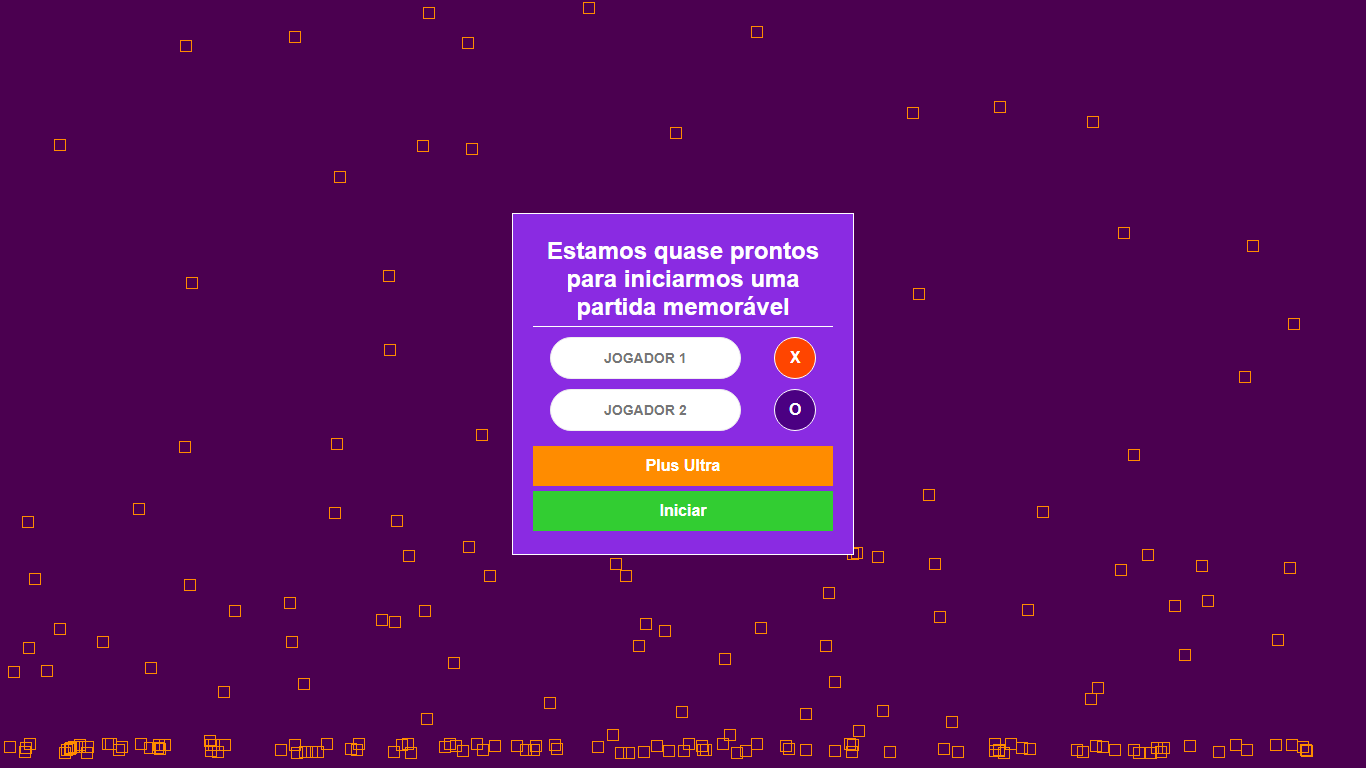 Estamos quase prontos
para iniciarmos uma
partida memorável
JOGADOR 1 X
JOGADOR 2 O
Plus Ultra
Iniciar